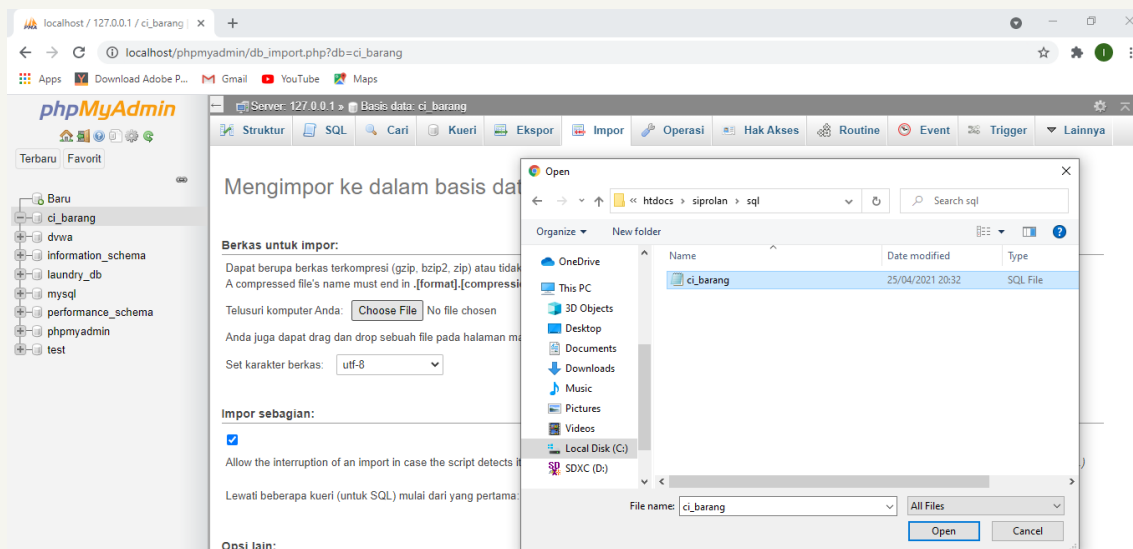 localhost / 127.0.0.1 / ci_barang
localhost/phpmyadmin/db_import.php?db=ci_barang
Apps Download Adobe P... Gmail YouTube Maps
phpMyAdmin
Terbaru Favorit
Baru
ci_barang
dvwa
information_schema
laundry_db
mysql
performance_schema
phpmyadmin
test
Server: 127.0.0.1 » Basis data: ci_barang
Struktur SQL Cari Kueri Ekspor Impor Operasi Hak Akses Routine Event Trigger Lainnya
Mengimpor ke dalam basis dat
Berkas untuk impor:
Dapat berupa berkas terkompresi (gzip, bzip2, zip) atau tidak
A compressed file's name must end in .[format].[compressi
Telusuri komputer Anda: Choose File No file chosen
Anda juga dapat drag dan drop sebuah file pada halaman ma
Set karakter berkas: utf-8
Impor sebagian:
Allow the interruption of an import in case the script detects it
Lewati beberapa kueri (untuk SQL) mulai dari yang pertama:
Opsi lain:
Open
« htdocs > siprolan > sql
Search sql
Organize New folder
OneDrive
This PC
3D Objects
Desktop
Documents
Downloads
Music
Pictures
Videos
Local Disk (C:)
SDXC (D:)
Name Date modified Type
ci_barang 25/04/2021 20:32 SQL File
File name: ci_barang All Files
Open Cancel